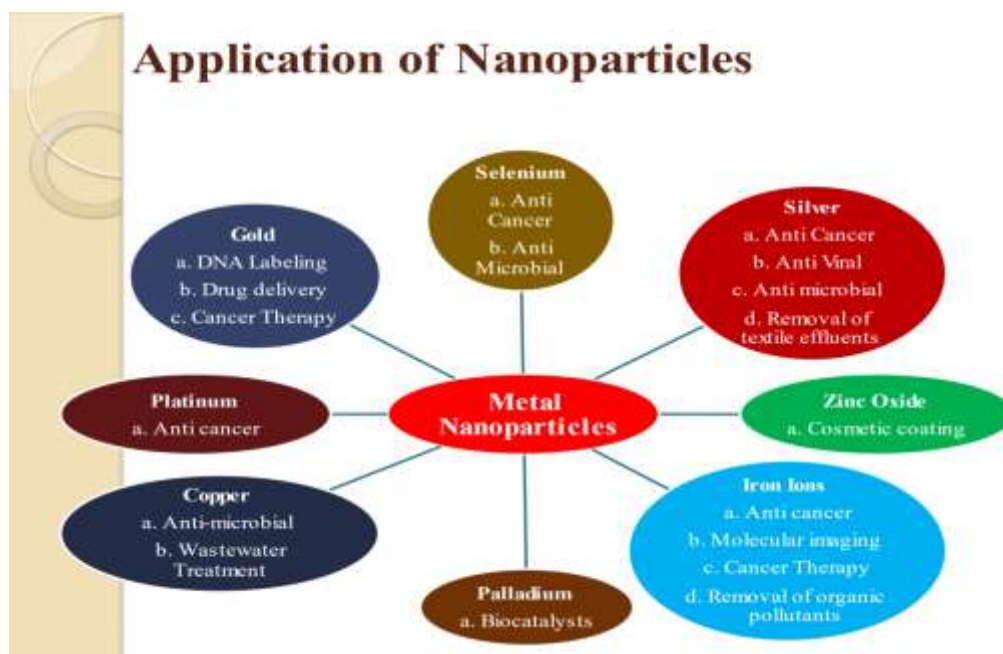 Application of Nanoparticles
Selenium
a. Anti
Cancer
b. Anti
Microbial
Silver
a. Anti Cancer
b. Anti Viral
c. Anti microbial
d. Removal of
textile effluents
Gold
a. DNA Labeling
b. Drug delivery
c. Cancer Therapy
Platinum
a. Anti cancer
Metal
Nanoparticles
Zinc Oxide
a. Cosmetic coating
Copper
a. Anti-microbial
b. Wastewater
Treatment
Iron Ions
a. Anti cancer
b. Molecular imaging
c. Cancer Therapy
d. Removal of organic
pollutants
Palladium
a. Biocatalysts